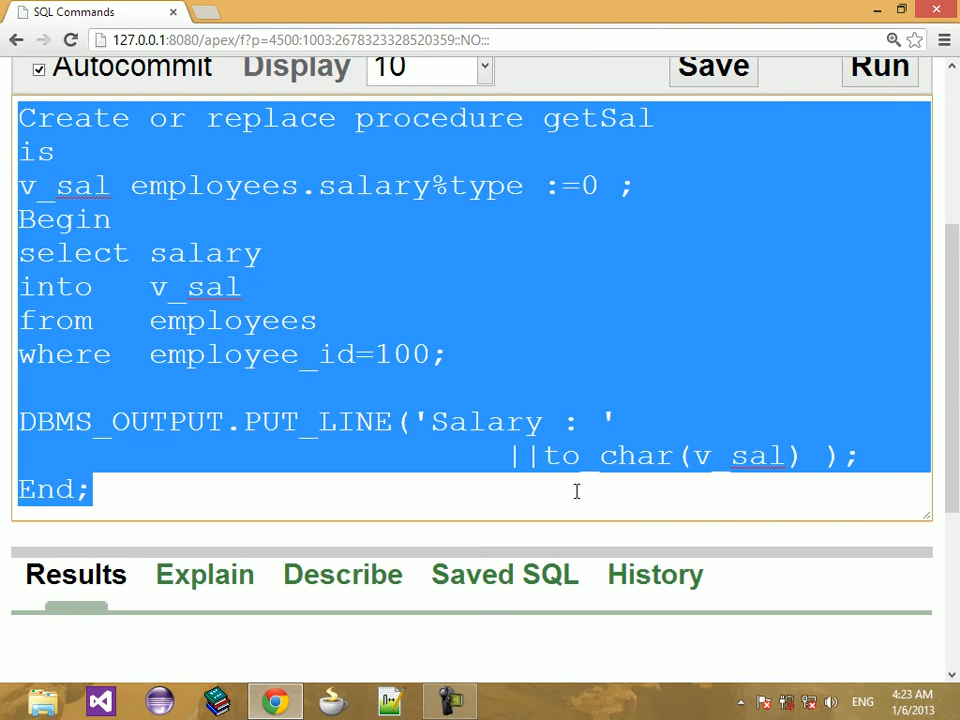 SQL Commands
127.0.0.1:8080/apex/f?p=4500:1003:2678323328520359::NO:::
Autocommit Display 10 Save Run
Create or replace procedure getSal
is
v_sal employees.salary%type :=0 ;
Begin
select salary
into v_sal
from employees
where employee_id=100;
DBMS_OUTPUT.PUT_LINE('Salary : '
||to_char(v_sal) );
End;
Results Explain Describe Saved SQL History
ENG
4:23 AM
1/6/2013